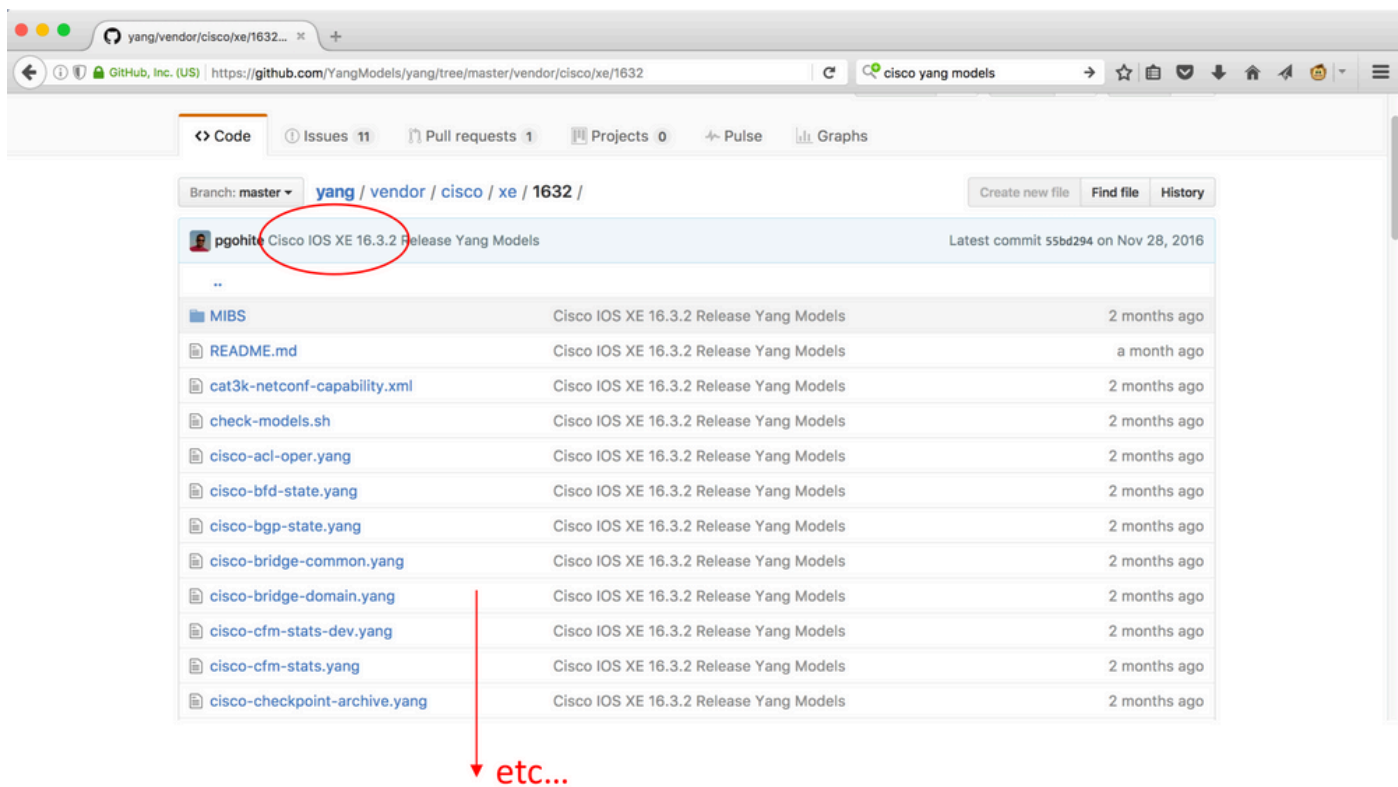 yang/vendor/cisco/xe/1632... × +
GitHub, Inc. (US) https://github.com/YangModels/yang/tree/master/vendor/cisco/xe/1632 cisco yang models
Code Issues 11 Pull requests 1 Projects 0 Pulse Graphs
Branch: master yang / vendor / cisco / xe / 1632 / Create new file Find file History
pgohite Cisco IOS XE 16.3.2 Release Yang Models Latest commit 55bd294 on Nov 28, 2016
..
MIBS Cisco IOS XE 16.3.2 Release Yang Models 2 months ago
README.md Cisco IOS XE 16.3.2 Release Yang Models a month ago
cat3k-netconf-capability.xml Cisco IOS XE 16.3.2 Release Yang Models 2 months ago
check-models.sh Cisco IOS XE 16.3.2 Release Yang Models 2 months ago
cisco-acl-oper.yang Cisco IOS XE 16.3.2 Release Yang Models 2 months ago
cisco-bfd-state.yang Cisco IOS XE 16.3.2 Release Yang Models 2 months ago
cisco-bgp-state.yang Cisco IOS XE 16.3.2 Release Yang Models 2 months ago
cisco-bridge-common.yang Cisco IOS XE 16.3.2 Release Yang Models 2 months ago
cisco-bridge-domain.yang Cisco IOS XE 16.3.2 Release Yang Models 2 months ago
cisco-cfm-stats-dev.yang Cisco IOS XE 16.3.2 Release Yang Models 2 months ago
cisco-cfm-stats.yang Cisco IOS XE 16.3.2 Release Yang Models 2 months ago
cisco-checkpoint-archive.yang Cisco IOS XE 16.3.2 Release Yang Models 2 months ago
etc...